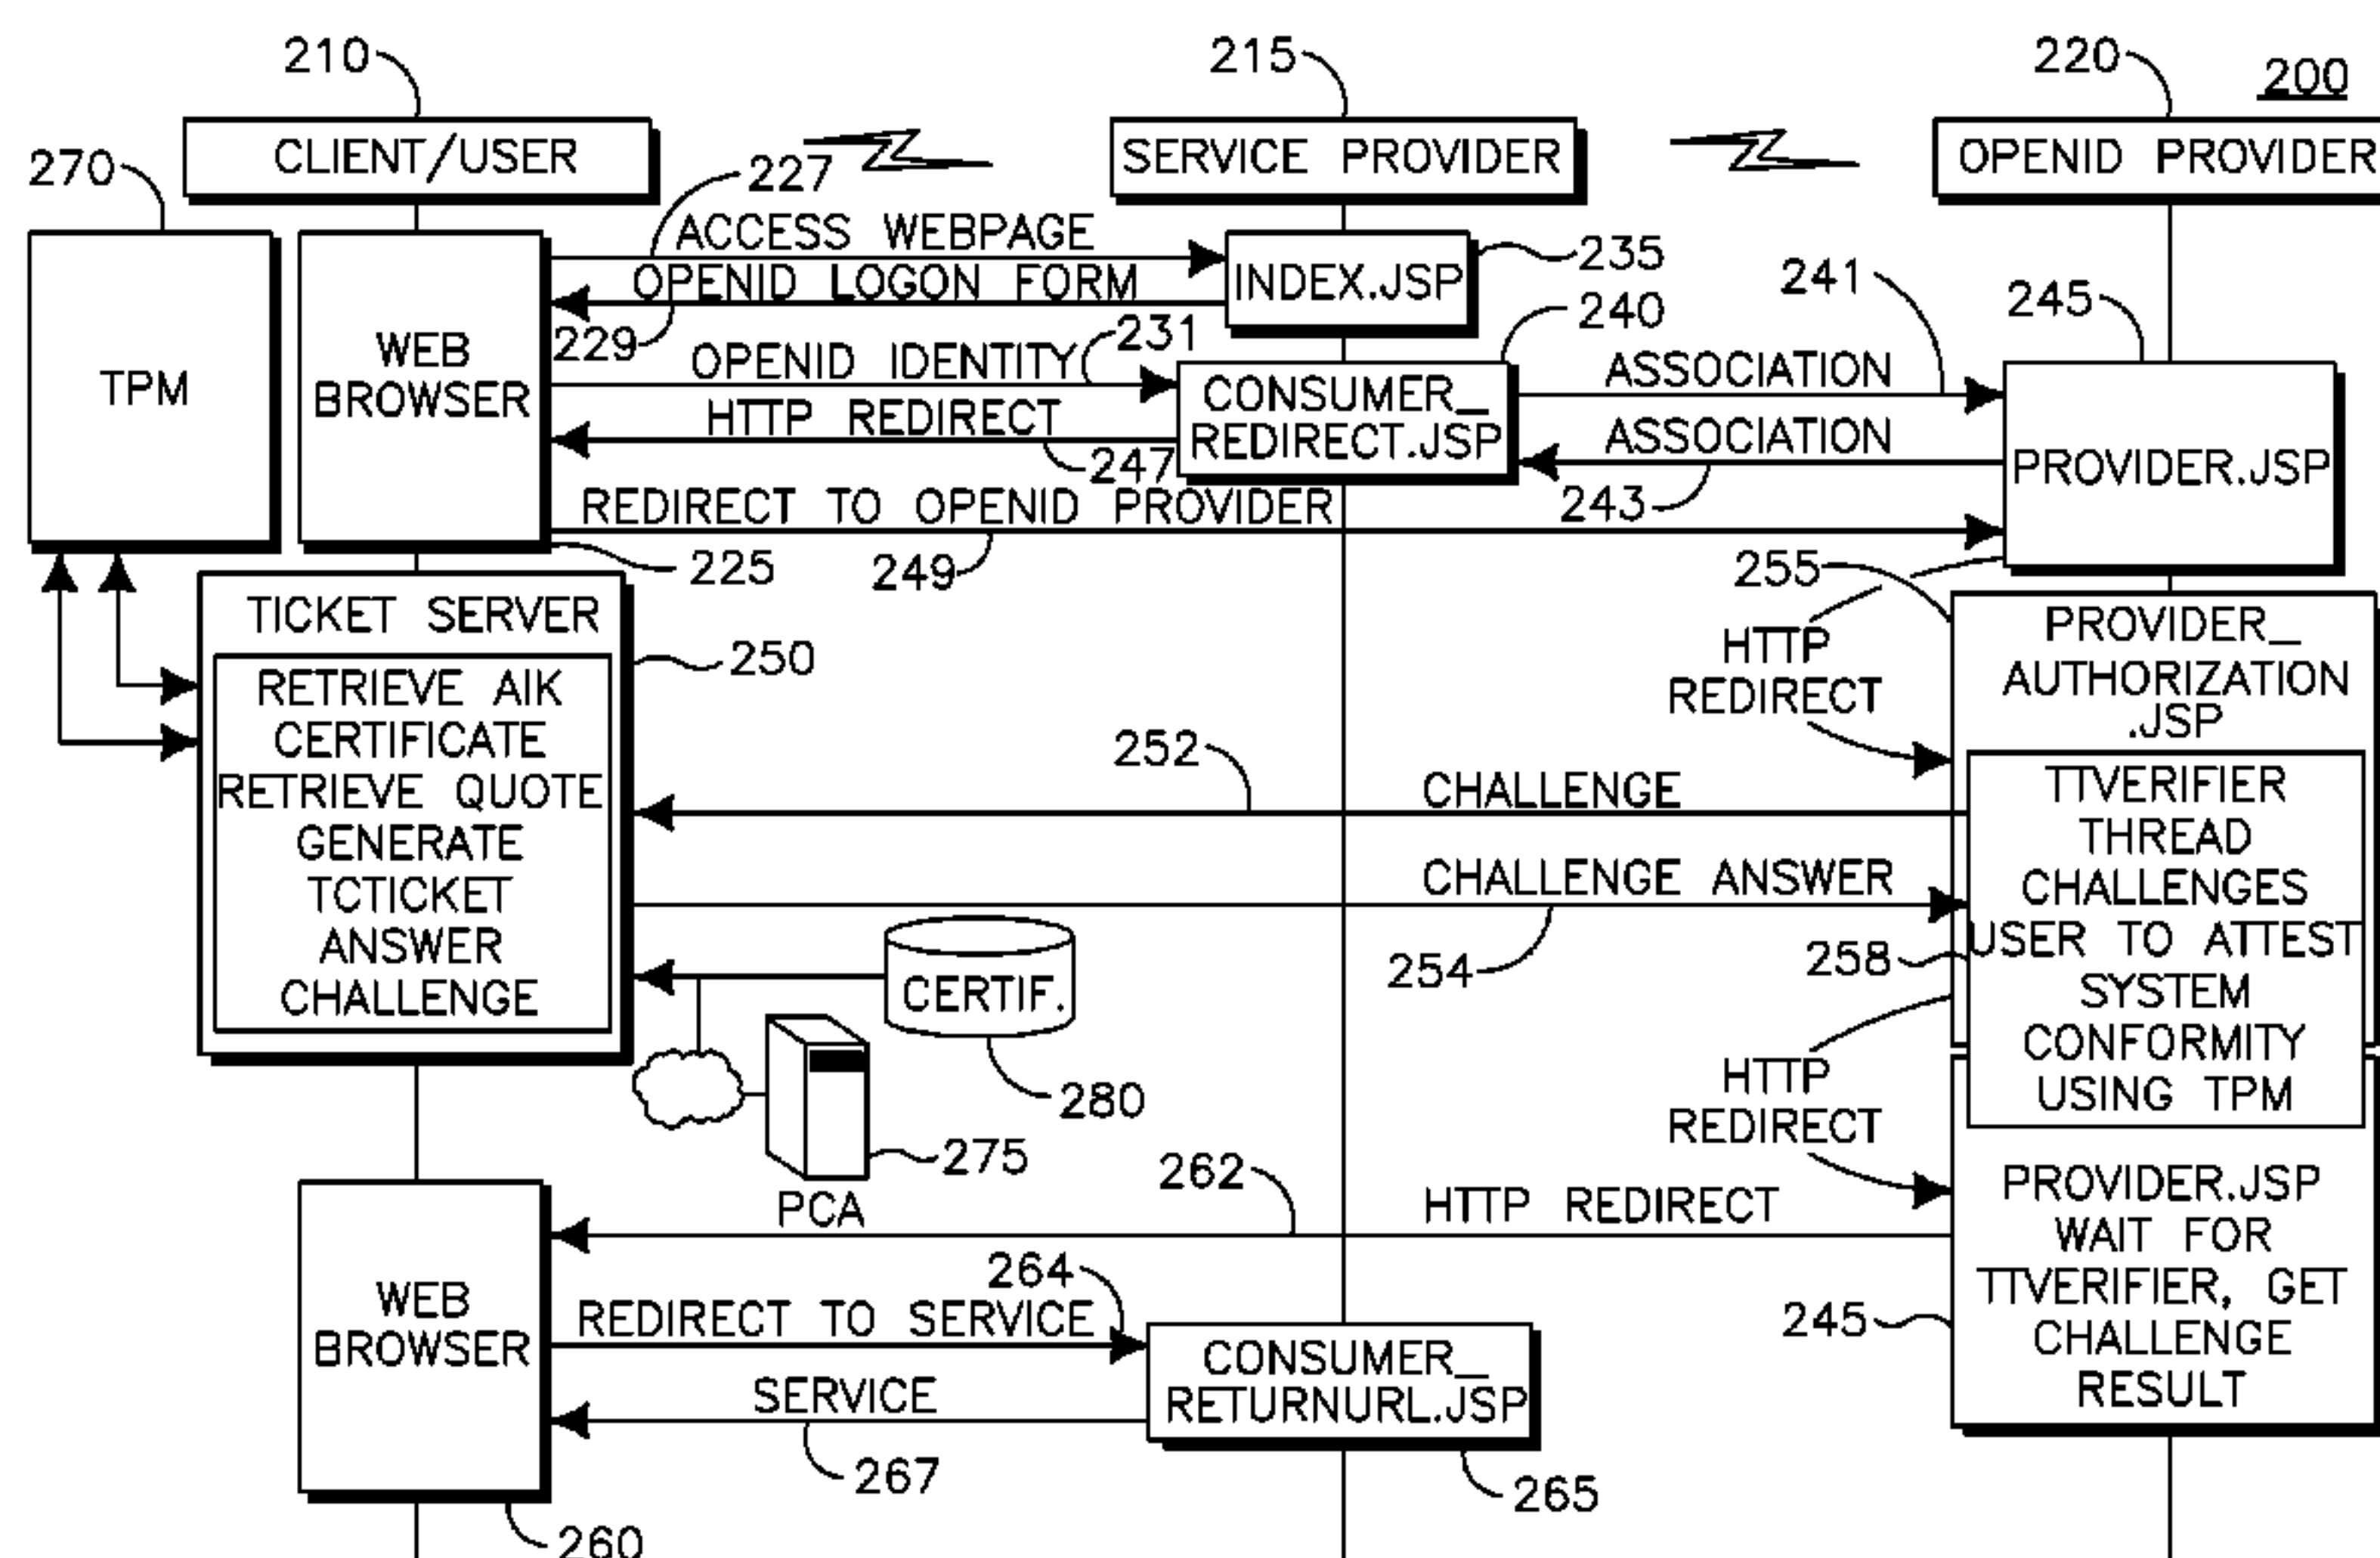 210
215
220
200
CLIENT/USER
SERVICE PROVIDER
OPENID PROVIDER
270
227
ACCESS WEBPAGE
OPENID LOGON FORM
229
INDEX.JSP
235
240
241
245
TPM
WEB
BROWSER
OPENID IDENTITY
231
HTTP REDIRECT
247
CONSUMER_
REDIRECT.JSP
ASSOCIATION
ASSOCIATION
243
PROVIDER.JSP
REDIRECT TO OPENID PROVIDER
225
249
255
TICKET SERVER
250
RETRIEVE AIK
CERTIFICATE
RETRIEVE QUOTE
GENERATE
TCTICKET
ANSWER
CHALLENGE
HTTP
REDIRECT
PROVIDER_
AUTHORIZATION
.JSP
252
CHALLENGE
CHALLENGE ANSWER
254
258
TTVERIFIER
THREAD
CHALLENGES
USER TO ATTEST
SYSTEM
CONFORMITY
USING TPM
CERTIF.
280
275
PCA
HTTP
REDIRECT
262
HTTP REDIRECT
PROVIDER.JSP
WAIT FOR
TTVERIFIER, GET
CHALLENGE
RESULT
245
WEB
BROWSER
264
REDIRECT TO SERVICE
SERVICE
267
CONSUMER_
RETURNURL.JSP
265
260